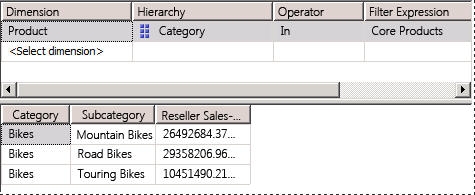 Dimension Hierarchy Operator Filter Expression
Product Category In Core Products
<Select dimension>
Category Subcategory Reseller Sales-...
Bikes Mountain Bikes 26492684.37...
Bikes Road Bikes 29358206.96...
Bikes Touring Bikes 10451490.21...